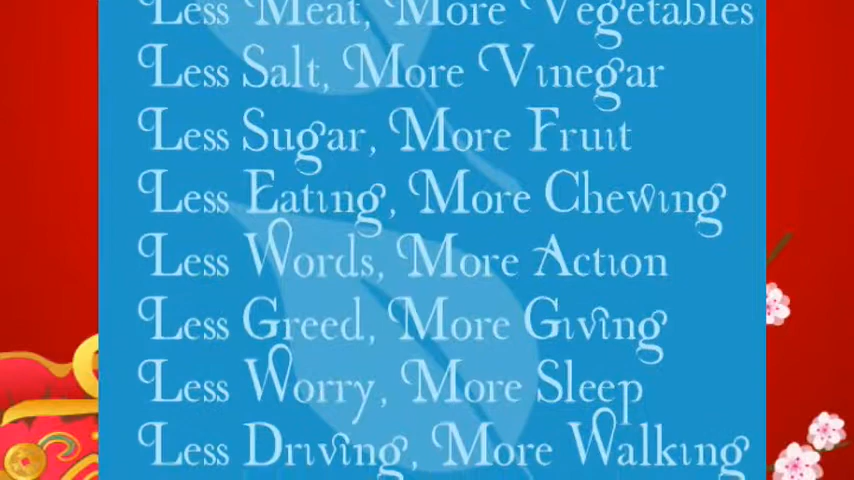 Less Meat, More Vegetables
Less Salt, More Vinegar
Less Sugar, More Fruit
Less Eating, More Chewing
Less Words, More Action
Less Greed, More Giving
Less Worry, More Sleep
Less Driving, More Walking